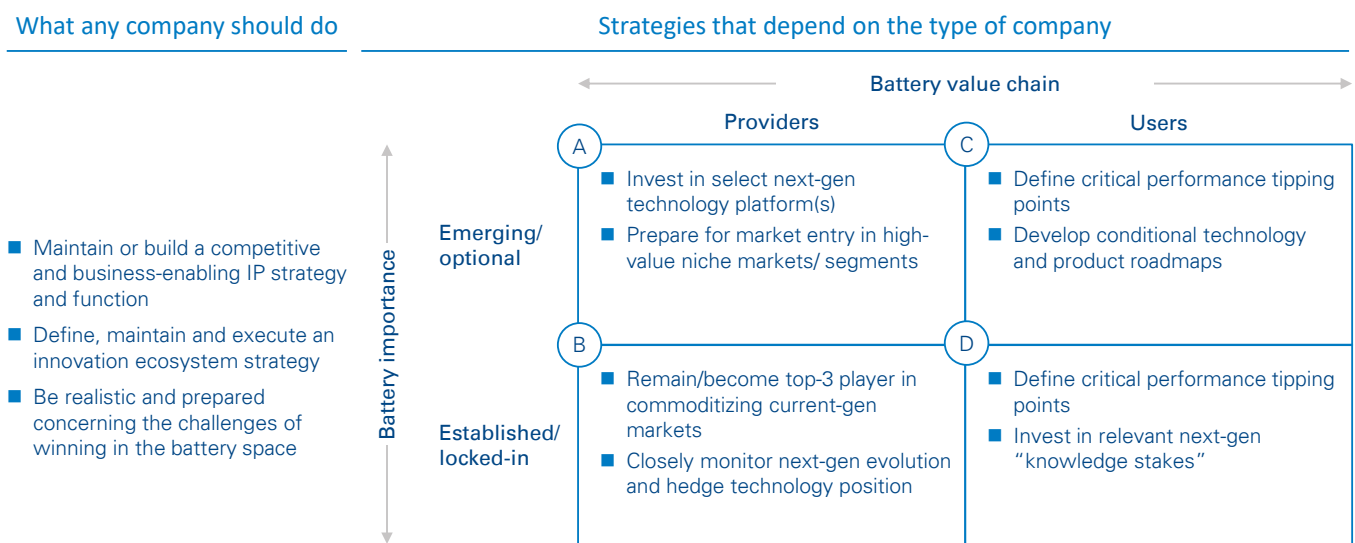 What any company should do
Strategies that depend on the type of company
Maintain or build a competitive
and business-enabling IP strategy
and function
Define, maintain and execute an
innovation ecosystem strategy
Be realistic and prepared
concerning the challenges of
winning in the battery space
Battery value chain
Providers
Users
Battery importance
Emerging/
optional
A
Invest in select next-gen
technology platform(s)
Prepare for market entry in high-
value niche markets/ segments
C
Define critical performance tipping
points
Develop conditional technology
and product roadmaps
Established/
locked-in
B
Remain/become top-3 player in
commoditizing current-gen
markets
Closely monitor next-gen evolution
and hedge technology position
D
Define critical performance tipping
points
Invest in relevant next-gen
“knowledge stakes”